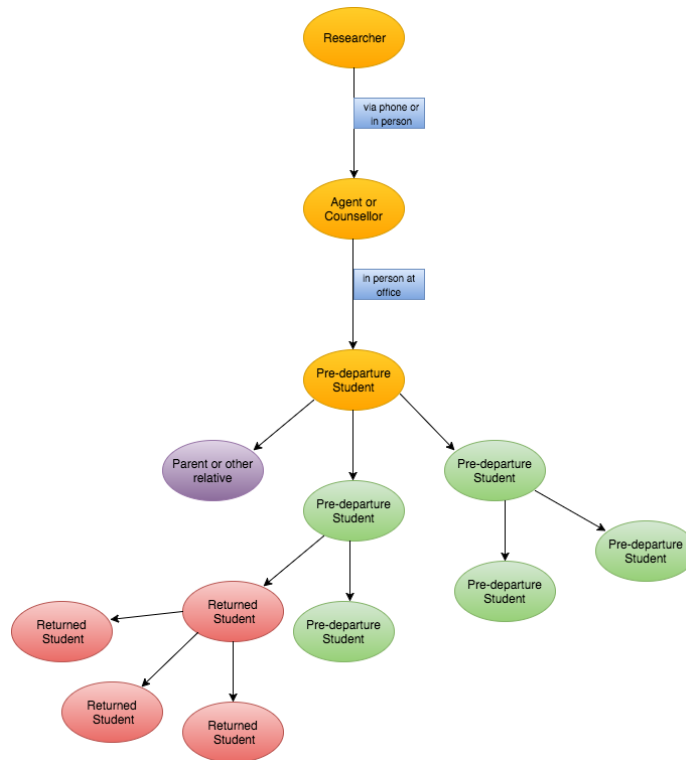 Researcher
via phone or
in person
Agent or
Counsellor
in person at
office
Pre-departure
Student
Parent or other
relative
Pre-departure
Student
Pre-departure
Student
Pre-departure
Student
Pre-departure
Student
Returned
Student
Returned
Student
Pre-departure
Student
Returned
Student
Returned
Student